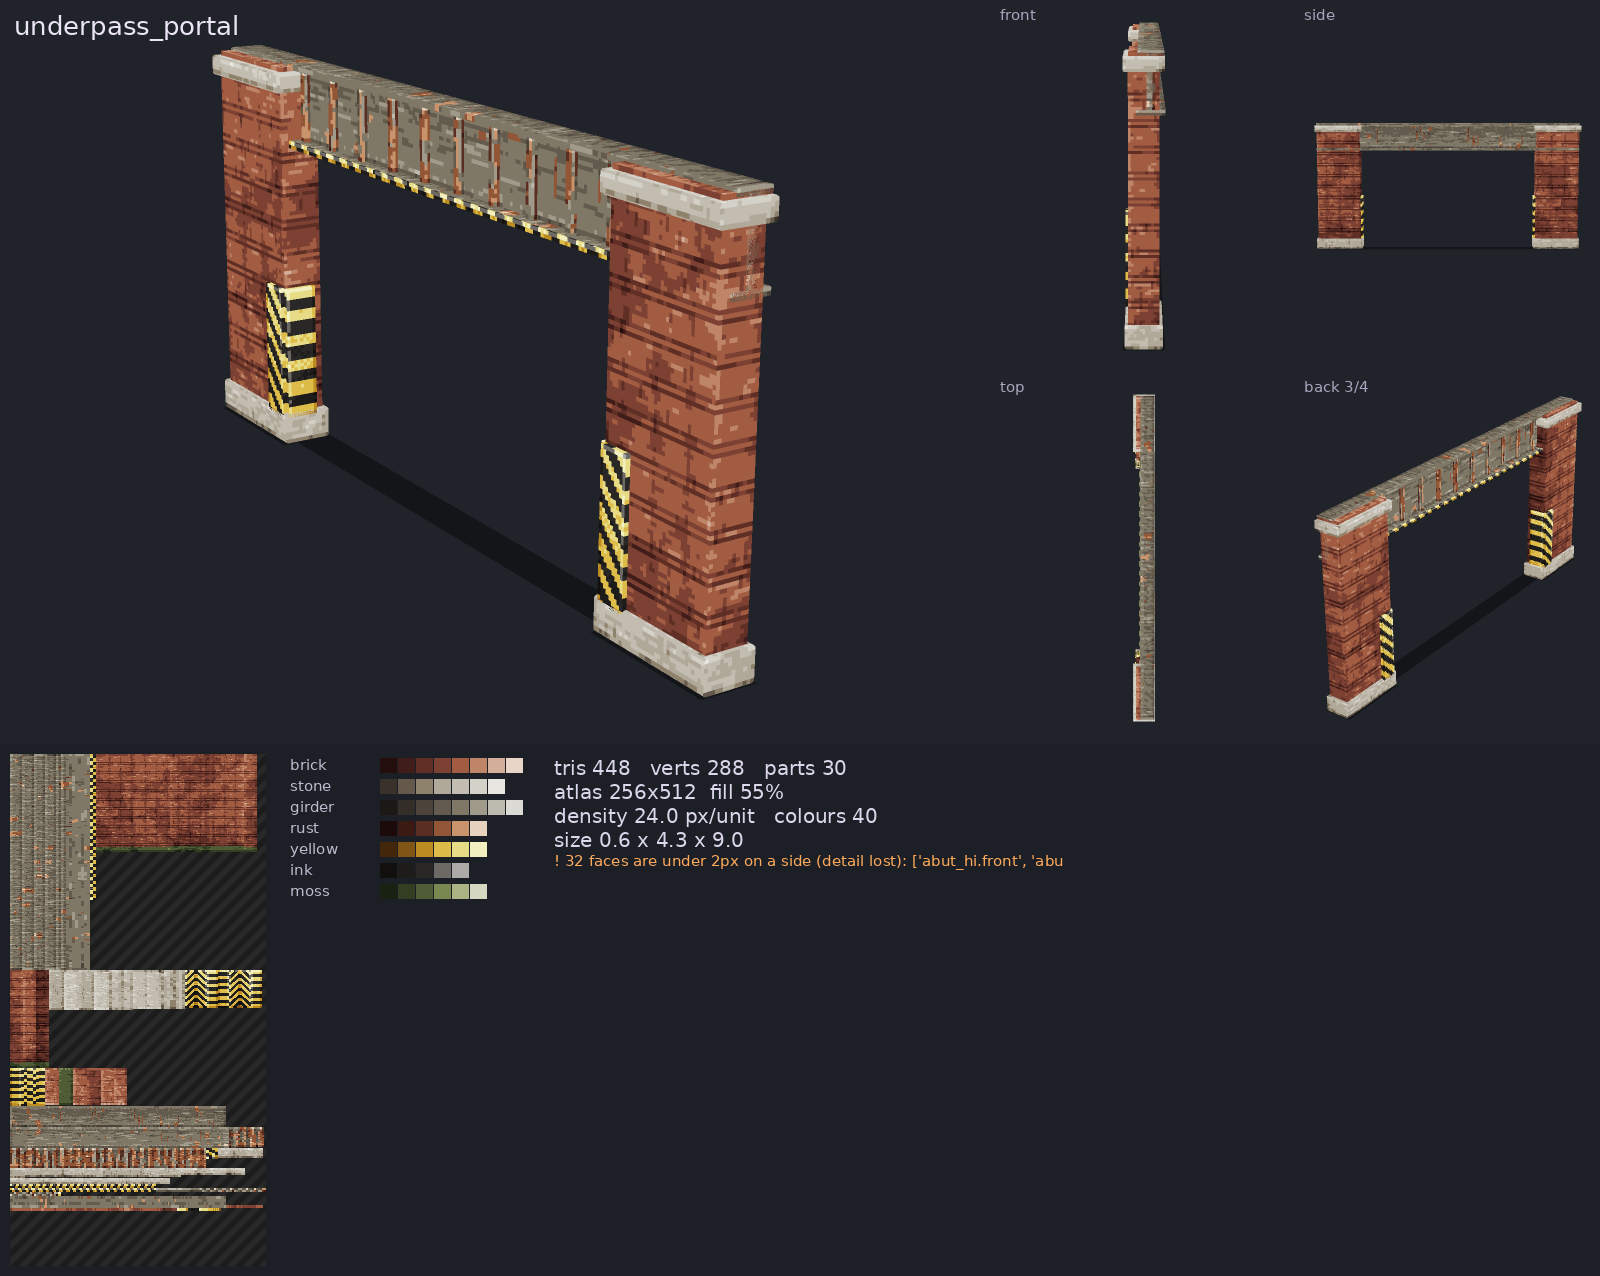 underpass_portal
front
side
top
back 3/4
brick
stone
girder
rust
yellow
ink
moss
tris 448 verts 288 parts 30
atlas 256x512 fill 55%
density 24.0 px/unit colours 40
size 0.6 x 4.3 x 9.0
! 32 faces are under 2px on a side (detail lost): ['abut_hi.front', 'abu